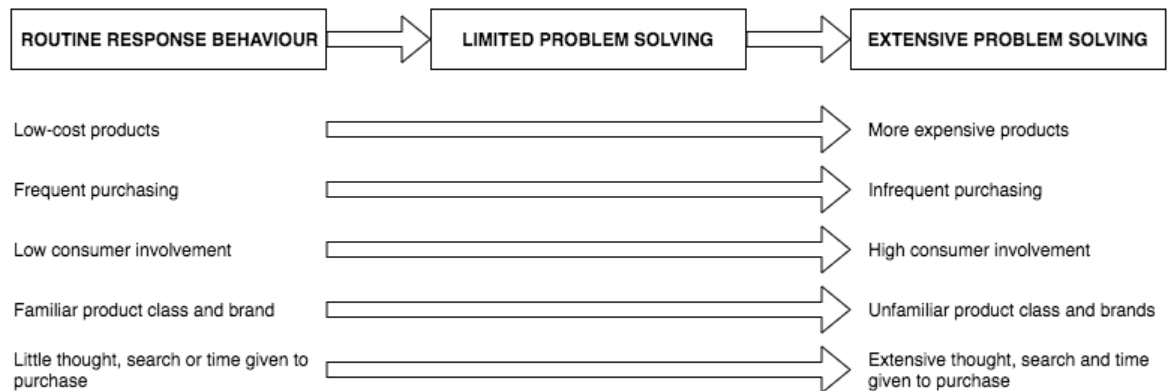 ROUTINE RESPONSE BEHAVIOUR
LIMITED PROBLEM SOLVING
EXTENSIVE PROBLEM SOLVING
Low-cost products
More expensive products
Frequent purchasing
Infrequent purchasing
Low consumer involvement
High consumer involvement
Familiar product class and brand
Unfamiliar product class and brands
Little thought, search or time given to
purchase
Extensive thought, search and time
given to purchase